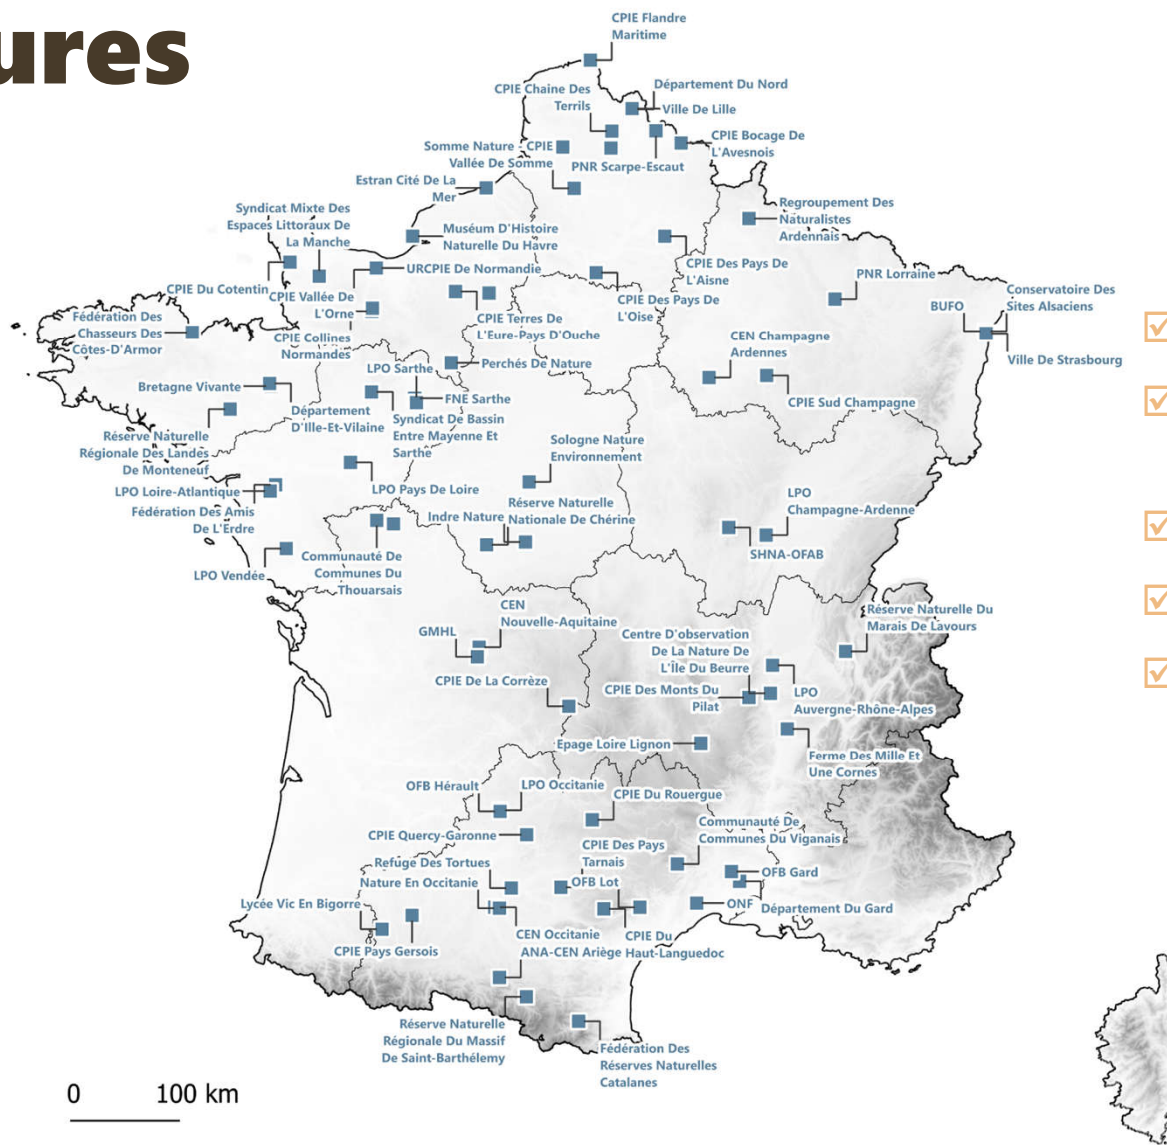 ures
CPIE Flandre
Maritime
CPIE Chaine Des
Terrils
Département Du Nord
Ville De Lille
CPIE Bocage De
L'Avesnois
Somme Nature - CPIE
Vallée De Somme
PNR Scarpe-Escaut
Estran Cité De La
Mer
Regroupement Des
Naturalistes
Ardennais
Syndicat Mixte Des
Espaces Littoraux De
La Manche
Muséum D'Histoire
Naturelle Du Havre
URCPIE De Normandie
CPIE Des Pays De
L'Aisne
PNR Lorraine
CPIE Du Cotentin
CPIE Vallée De
L'Orne
CPIE Des Pays De
L'Oise
Conservatoire Des
Sites Alsaciens
BUFO
Fédération Des
Chasseurs Des
Côtes-D'Armor
CPIE Terres De
L'Eure-Pays D'Ouche
CPIE Collines
Normandes
CEN Champagne
Ardennes
Ville De Strasbourg
Perchés De Nature
LPO Sarthe
Bretagne Vivante
FNE Sarthe
CPIE Sud Champagne
Département
D'Ille-Et-Vilaine
Syndicat De Bassin
Entre Mayenne Et
Sarthe
Réserve Naturelle
Régionale Des Landes
De Monteneuf
Sologne Nature
Environnement
LPO Loire-Atlantique
LPO Pays De Loire
LPO
Champagne-Ardenne
Fédération Des Amis
De L'Erdre
Indre Nature
Réserve Naturelle
Nationale De Chérine
SHNA-OFAB
LPO Vendée
Communauté De
Communes Du
Thouarsais
CEN
Nouvelle-Aquitaine
GMHL
Réserve Naturelle Du
Marais De Lavours
Centre D'observation
De La Nature De
L'Île Du Beurre
CPIE De La Corrèze
CPIE Des Monts Du
Pilat
LPO
Auvergne-Rhône-Alpes
Epage Loire Lignon
Ferme Des Mille Et
Une Cornes
OFB Hérault
LPO Occitanie
CPIE Du Rouergue
CPIE Quercy-Garonne
Communauté De
Communes Du Viganais
CPIE Des Pays
Tarnais
Refuge Des Tortues
Nature En Occitanie
OFB Lot
OFB Gard
Lycée Vic En Bigorre
ONF
Département Du Gard
CPIE Pays Gersois
CEN Occitanie
ANA-CEN Ariège
CPIE Du
Haut-Languedoc
Réserve Naturelle
Régionale Du Massif
De Saint-Barthélemy
Fédération Des
Réserves Naturelles
Catalanes
0 100 km